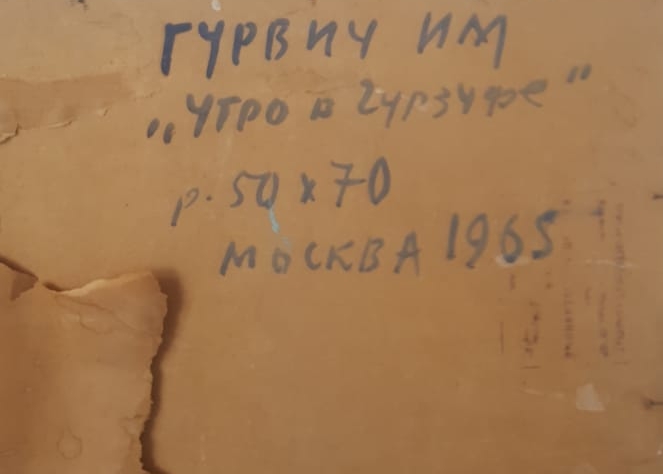 ГУРВИЧ ИМ
„Утро в Гурзуфе"
р. 50 х 70
МОСКВА 1965